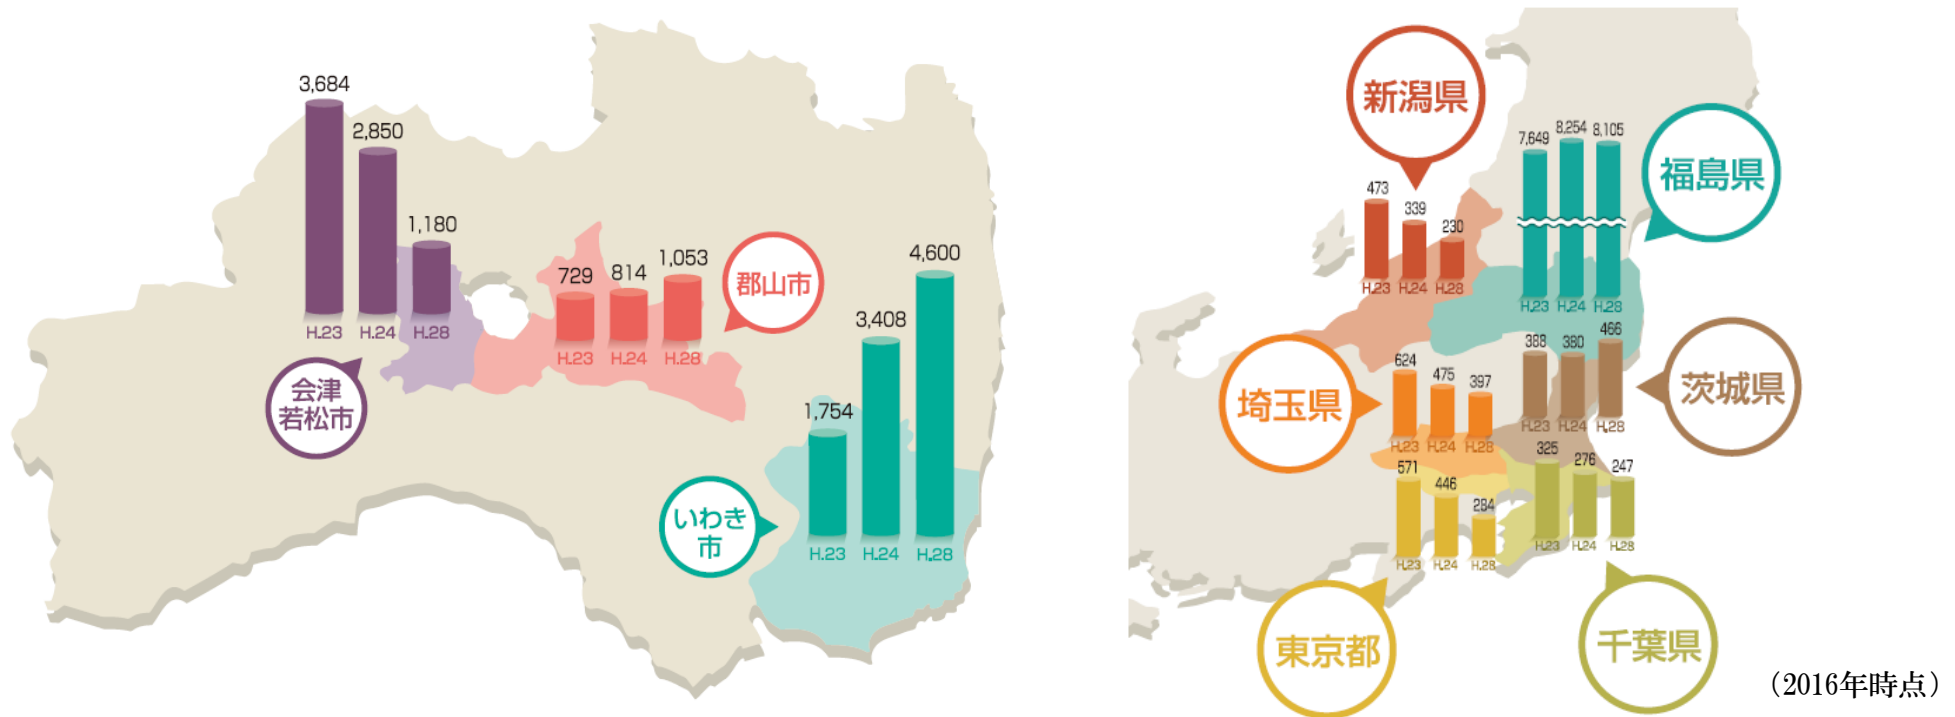 3,684
2,850
1,180
H.23
H.24
H.28
会津
若松市
729
814
1,053
H.23
H.24
H.28
郡山市
1,754
3,408
4,600
H.23
H.24
H.28
いわき
市
新潟県
473
339
230
H.23
H.24
H.28
7,649
8,254
8,105
H.23
H.24
H.28
福島県
埼玉県
624
475
397
H.23
H.24
H.28
388
380
466
H.23
H.24
H.28
茨城県
571
446
284
H.23
H.24
H.28
東京都
325
276
247
H.23
H.24
H.28
千葉県
（2016年時点）